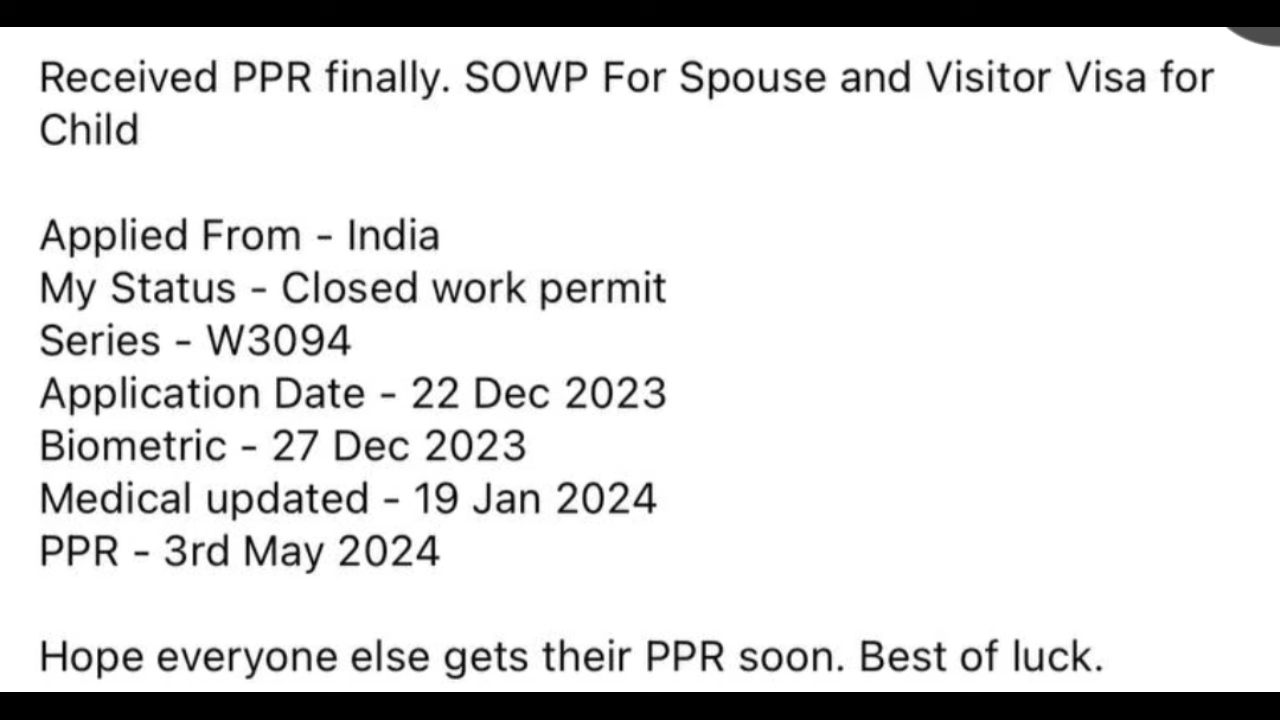 Received PPR finally. SOWP For Spouse and Visitor Visa for
Child
Applied From - India
My Status - Closed work permit
Series - W3094
Application Date - 22 Dec 2023
Biometric - 27 Dec 2023
Medical updated - 19 Jan 2024
PPR - 3rd May 2024
Hope everyone else gets their PPR soon. Best of luck.